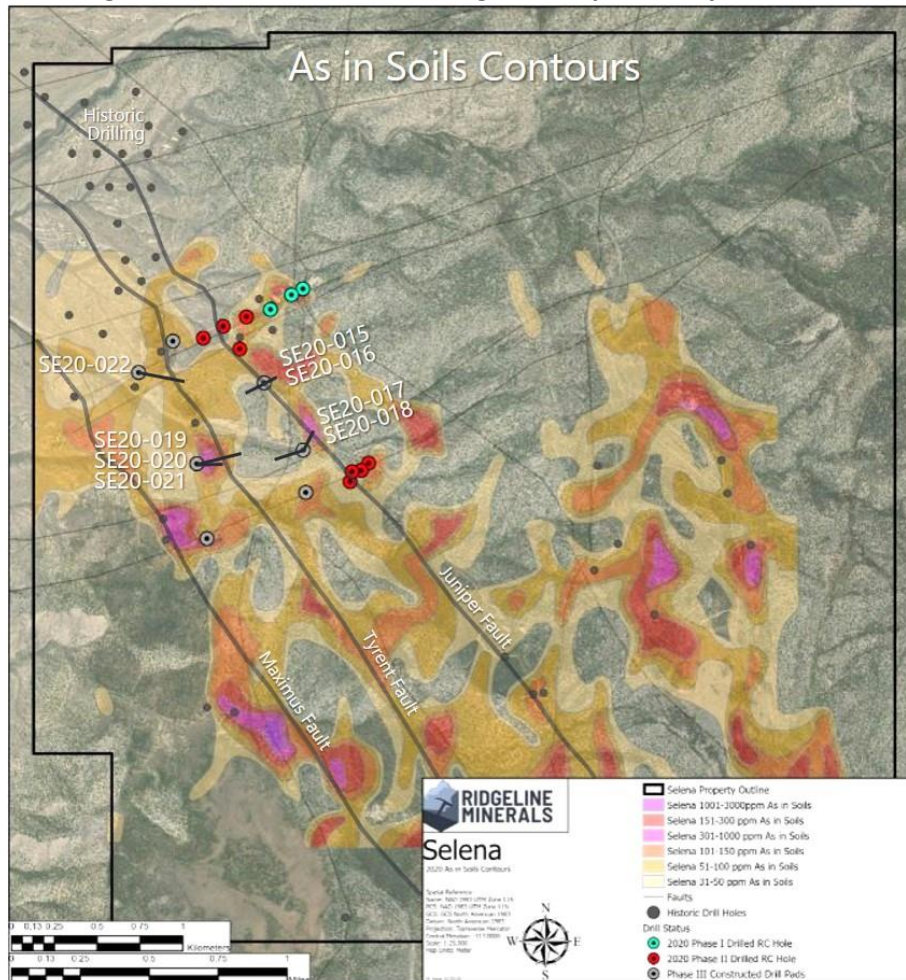 As in Soils Contours
Historic
Drilling
SE20-015
SE20-016
SE20-022
SE20-017
SE20-018
SE20-019
SE20-020
SE20-021
Juniper Fault
Tyrent Fault
Maximus Fault
RIDGELINE
MINERALS
Selena
2020 As in Soils Contours
Spatial Reference
N
W E
S
Selena Property Outline
Selena 1001-3000ppm As in Soils
Selena 151-300 ppm As in Soils
Selena 301-1000 ppm As in Soils
Selena 101-150 ppm As in Soils
Selena 51-100 ppm As in Soils
Selena 31-50 ppm As in Soils
Faults
Historic Drill Holes
Drill Status
2020 Phase I Drilled RC Hole
2020 Phase II Drilled RC Hole
Phase III Constructed Drill Pads
0 0.13 0.25 0.5 0.75 1
Kilometers
0 0.13 0.25 0.5 0.75 1